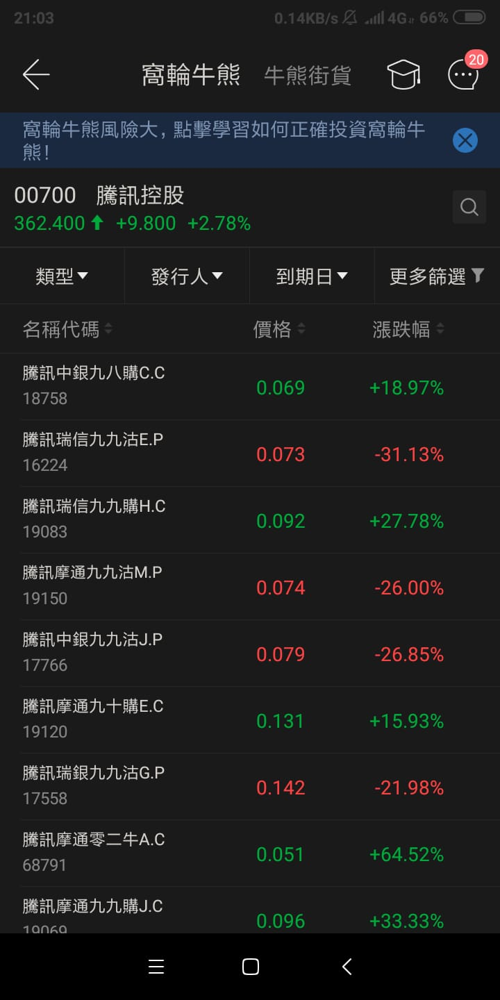 21:03 0.14KB/s 4G 66%
窩輪牛熊 牛熊街貨 20
窩輪牛熊風險大，點擊學習如何正確投資窩輪牛
熊！
00700 騰訊控股
362.400 +9.800 +2.78%
類型 發行人 到期日 更多篩選
名稱代碼 價格 漲跌幅
騰訊中銀九八購C.C
18758 0.069 +18.97%
騰訊瑞信九九沽E.P
16224 0.073 -31.13%
騰訊瑞信九九購H.C
19083 0.092 +27.78%
騰訊摩通九九沽M.P
19150 0.074 -26.00%
騰訊中銀九九沽J.P
17766 0.079 -26.85%
騰訊摩通九十購E.C
19120 0.131 +15.93%
騰訊瑞銀九九沽G.P
17558 0.142 -21.98%
騰訊摩通零二牛A.C
68791 0.051 +64.52%
騰訊摩通九九購J.C
19069 0.096 +33.33%